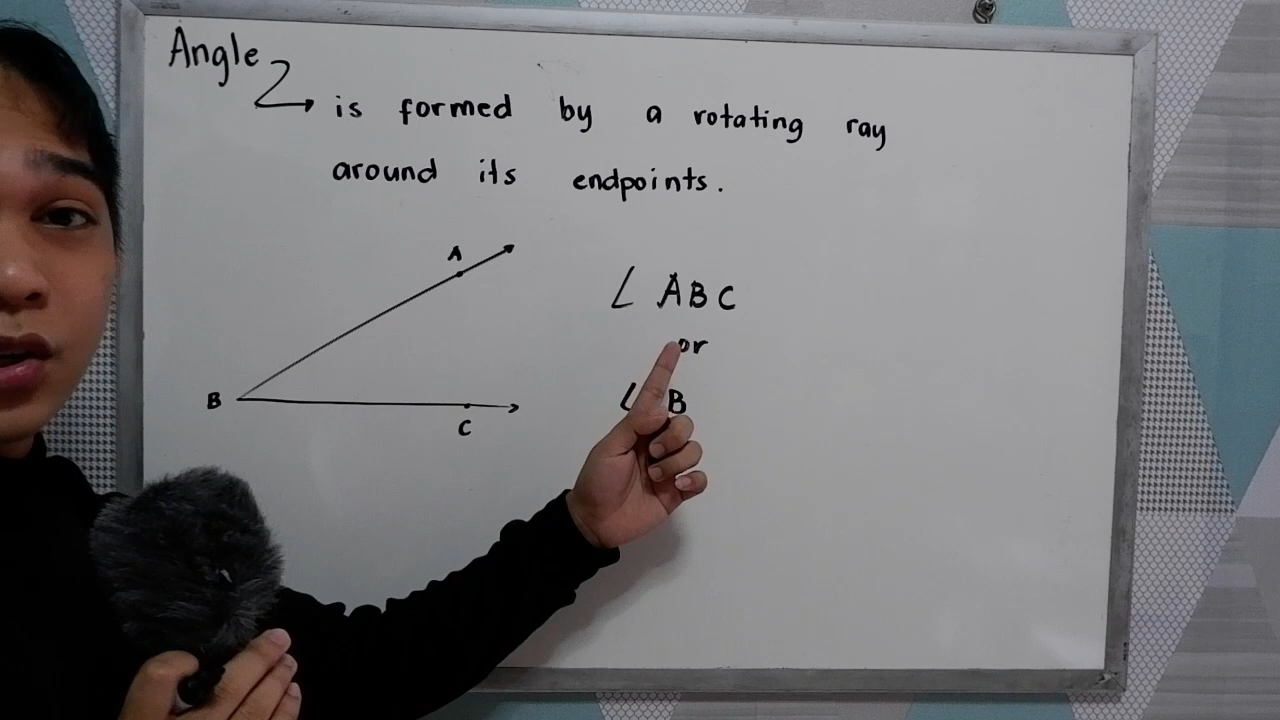 Angle
is formed by a rotating ray
around its endpoints.
A
B
C
∠ ABC
or
∠ B